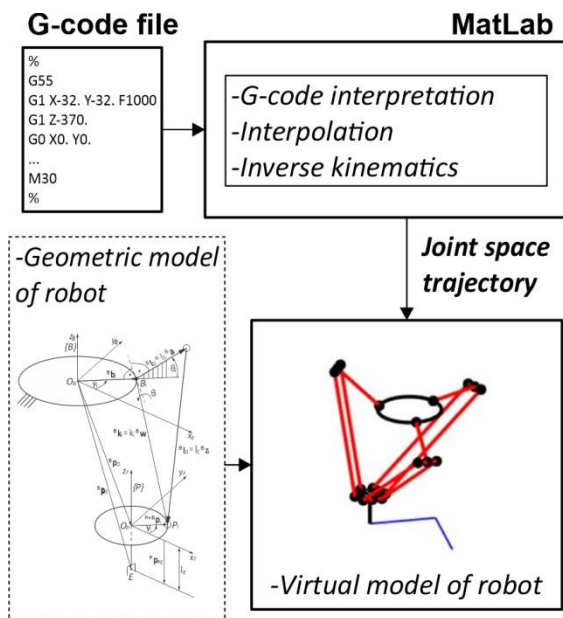 G-code file
MatLab
%
G55
G1 X-32. Y-32. F1000
G1 Z-370.
G0 X0. Y0.
...
M30
%
-G-code interpretation
-Interpolation
-Inverse kinematics
Joint space
trajectory
-Geometric model
of robot
{B}
{P}
E
-Virtual model of robot